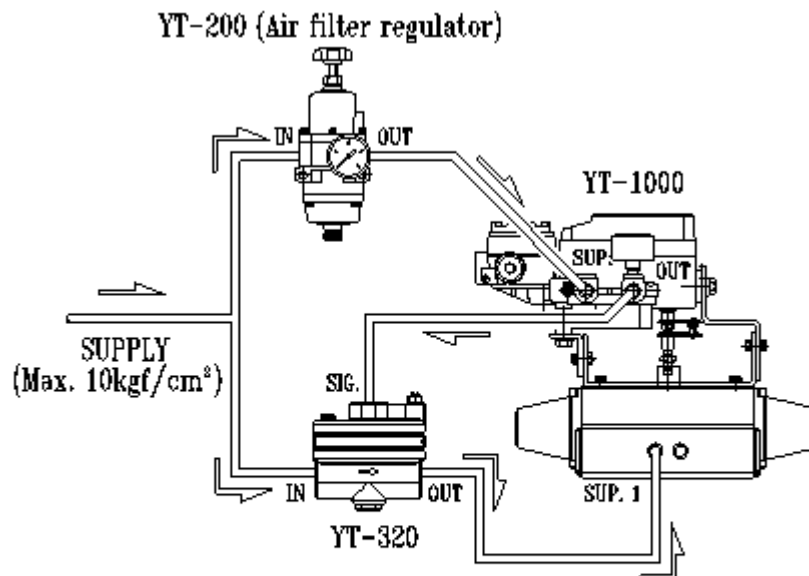 YT-200 (Air filter regulator)
IN
OUT
YT-1000
SUP.
OUT
SUPPLY
(Max. 10kgf/cm²)
SIG.
IN
OUT
SUP. 1
YT-320